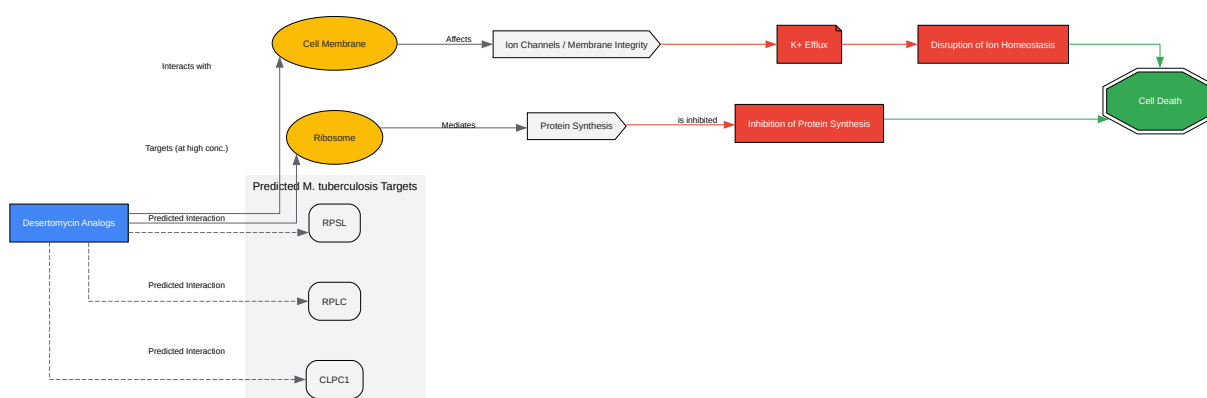 Cell Membrane
Affects
Ion Channels / Membrane Integrity
K+ Efflux
Disruption of Ion Homeostasis
Interacts with
Cell Death
Ribosome
Mediates
Protein Synthesis
is inhibited
Inhibition of Protein Synthesis
Targets (at high conc.)
Predicted M. tuberculosis Targets
Desertomycin Analogs
Predicted Interaction
RPSL
Predicted Interaction
RPLC
Predicted Interaction
CLPC1